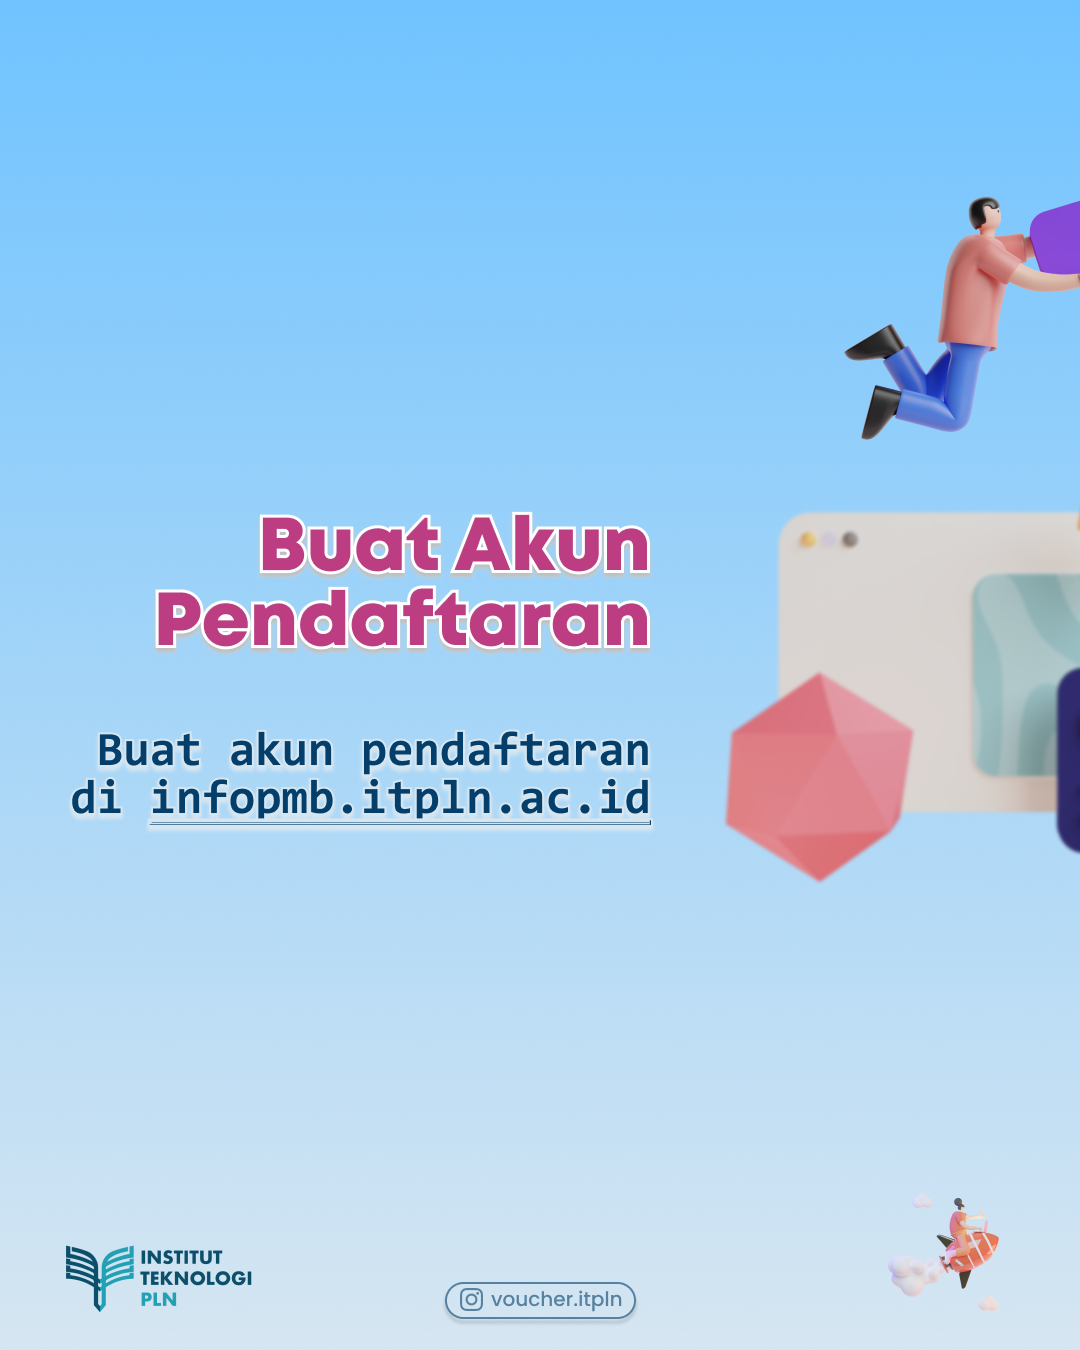 Buat Akun
Pendaftaran
Buat akun pendaftaran
di infopmb.itpln.ac.id
INSTITUT
TEKNOLOGI
PLN
voucher.itpln